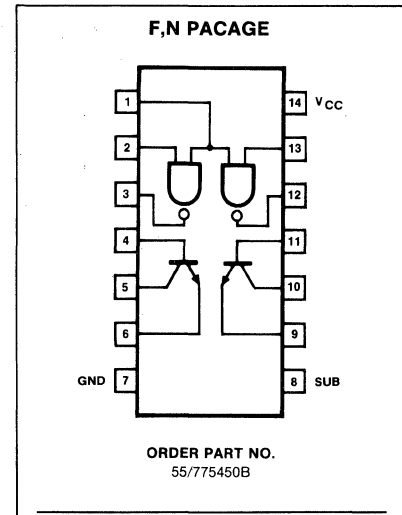 F,N PACAGE
1
14 VCC
2
13
3
12
4
11
5
10
6
9
GND 7
8 SUB
ORDER PART NO.
55/775450B